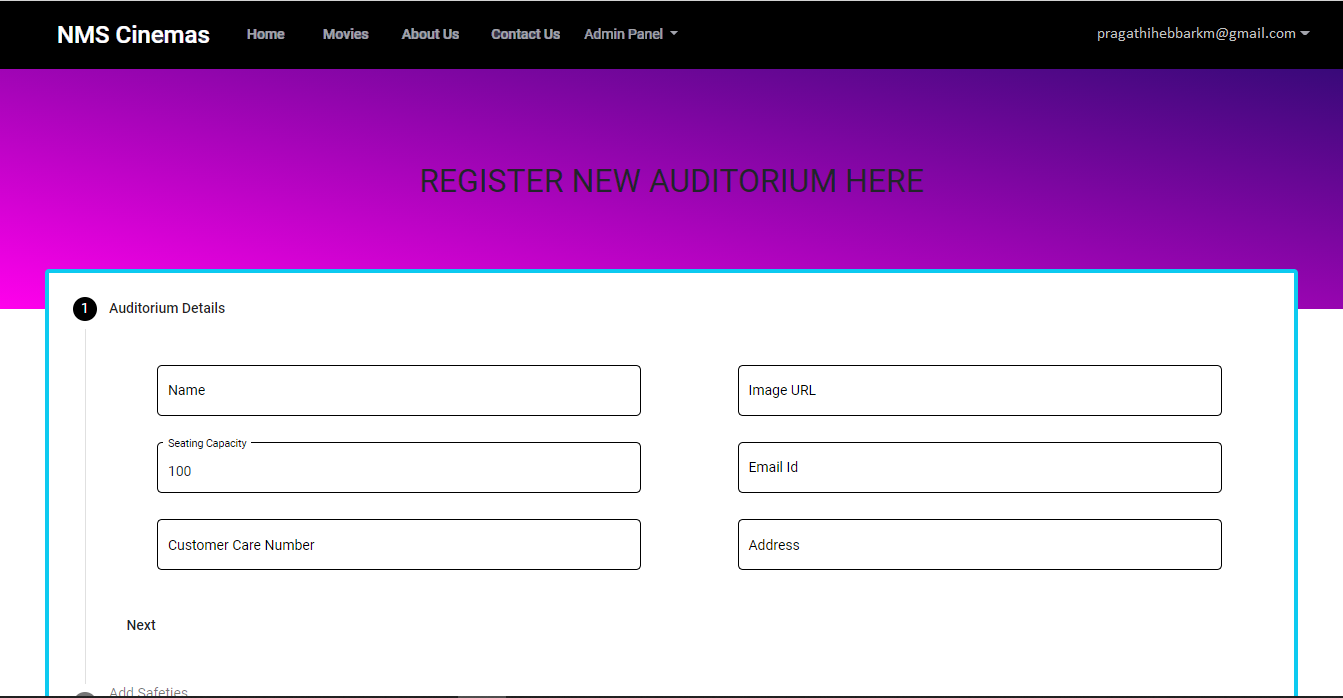 NMS Cinemas Home Movies About Us Contact Us Admin Panel pragathihebbarkm@gmail.com
REGISTER NEW AUDITORIUM HERE
1 Auditorium Details
Name Image URL
Seating Capacity
100 Email Id
Customer Care Number Address
Next
Add Safeties